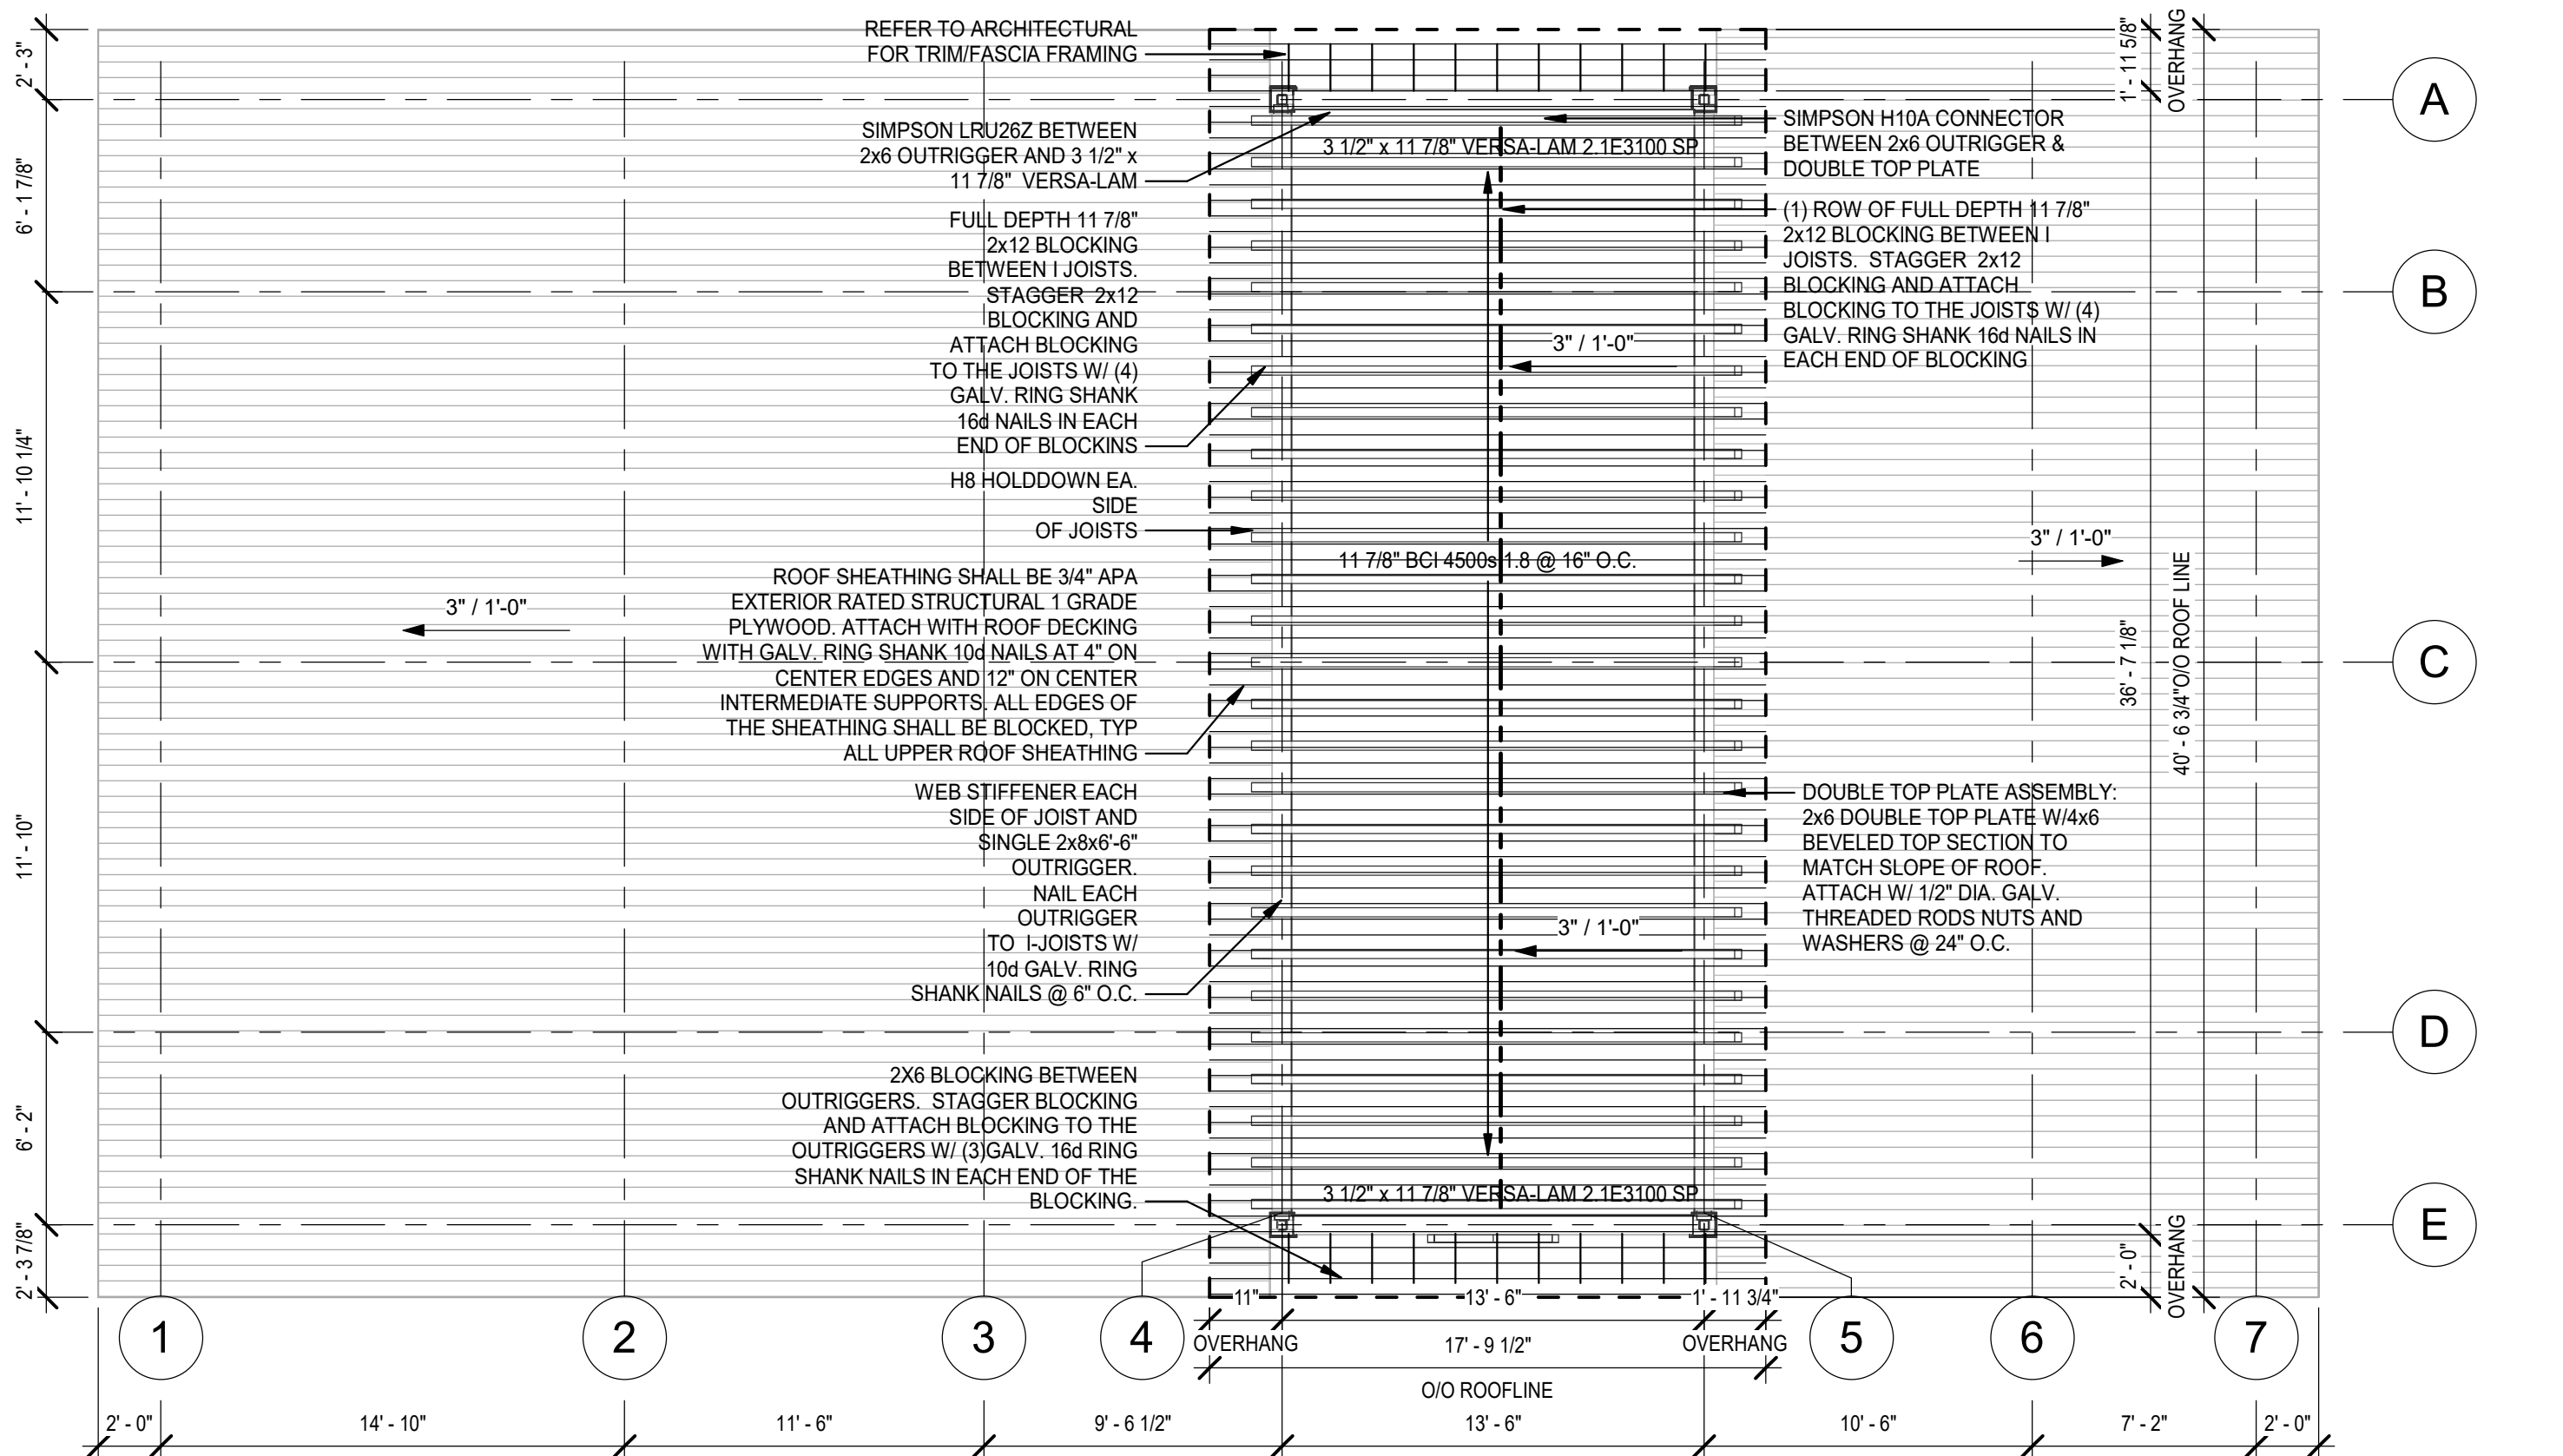 REFER TO ARCHITECTURAL
FOR TRIM/FASCIA FRAMING
SIMPSON LRU26Z BETWEEN
2x6 OUTRIGGER AND 3 1/2" x
11 7/8" VERSA-LAM
FULL DEPTH 11 7/8"
2x12 BLOCKING
BETWEEN I JOISTS.
STAGGER 2x12
BLOCKING AND
ATTACH BLOCKING
TO THE JOISTS W/ (4)
GALV. RING SHANK
16d NAILS IN EACH
END OF BLOCKINS
H8 HOLDDOWN EA.
SIDE
OF JOISTS
ROOF SHEATHING SHALL BE 3/4" APA
EXTERIOR RATED STRUCTURAL 1 GRADE
PLYWOOD. ATTACH WITH ROOF DECKING
WITH GALV. RING SHANK 10d NAILS AT 4" ON
CENTER EDGES AND 12" ON CENTER
INTERMEDIATE SUPPORTS. ALL EDGES OF
THE SHEATHING SHALL BE BLOCKED, TYP
ALL UPPER ROOF SHEATHING
WEB STIFFENER EACH
SIDE OF JOIST AND
SINGLE 2x8x6'-6"
OUTRIGGER.
NAIL EACH
OUTRIGGER
TO I-JOISTS W/
10d GALV. RING
SHANK NAILS @ 6" O.C.
2X6 BLOCKING BETWEEN
OUTRIGGERS. STAGGER BLOCKING
AND ATTACH BLOCKING TO THE
OUTRIGGERS W/ (3)GALV. 16d RING
SHANK NAILS IN EACH END OF THE
BLOCKING.
3 1/2" x 11 7/8" VERSA-LAM 2.1E3100 SP
3" / 1'-0"
11 7/8" BCI 4500s 1.8 @ 16" O.C.
3" / 1'-0"
3 1/2" x 11 7/8" VERSA-LAM 2.1E3100 SP
SIMPSON H10A CONNECTOR
BETWEEN 2x6 OUTRIGGER &
DOUBLE TOP PLATE
(1) ROW OF FULL DEPTH 11 7/8"
2x12 BLOCKING BETWEEN I
JOISTS. STAGGER 2x12
BLOCKING AND ATTACH
BLOCKING TO THE JOISTS W/ (4)
GALV. RING SHANK 16d NAILS IN
EACH END OF BLOCKING
DOUBLE TOP PLATE ASSEMBLY:
2x6 DOUBLE TOP PLATE W/4x6
BEVELED TOP SECTION TO
MATCH SLOPE OF ROOF.
ATTACH W/ 1/2" DIA. GALV.
THREADED RODS NUTS AND
WASHERS @ 24" O.C.
3" / 1'-0"
3" / 1'-0"
2' - 3"
6' - 1 7/8"
11' - 10 1/4"
11' - 10"
6' - 2"
2' - 3 7/8"
1' - 11 5/8"
OVERHANG
36' - 7 1/8"
40' - 6 3/4"O/O ROOF LINE
2' - 0"
OVERHANG
A
B
C
D
E
11"
13' - 6"
1' - 11 3/4"
OVERHANG
17' - 9 1/2"
OVERHANG
O/O ROOFLINE
1
2
3
4
5
6
7
2' - 0"
14' - 10"
11' - 6"
9' - 6 1/2"
13' - 6"
10' - 6"
7' - 2"
2' - 0"